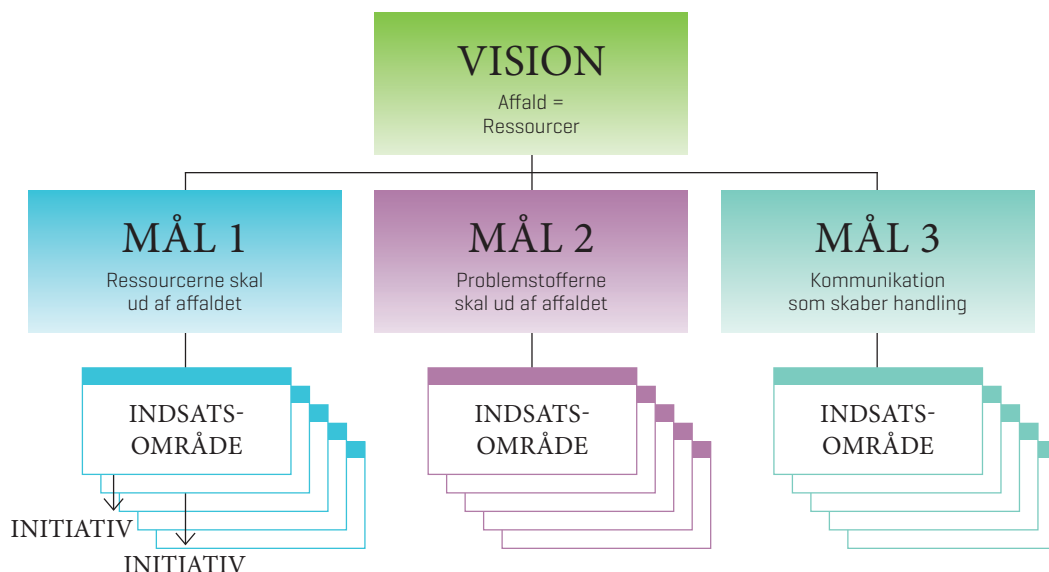 VISION
Affald =
Ressourcer
MÅL 1
Ressourcerne skal
ud af affaldet
MÅL 2
Problemstofferne
skal ud af affaldet
MÅL 3
Kommunikation
som skaber handling
INDSATS-
OMRÅDE
INDSATS-
OMRÅDE
INDSATS-
OMRÅDE
INITIATIV
INITIATIV